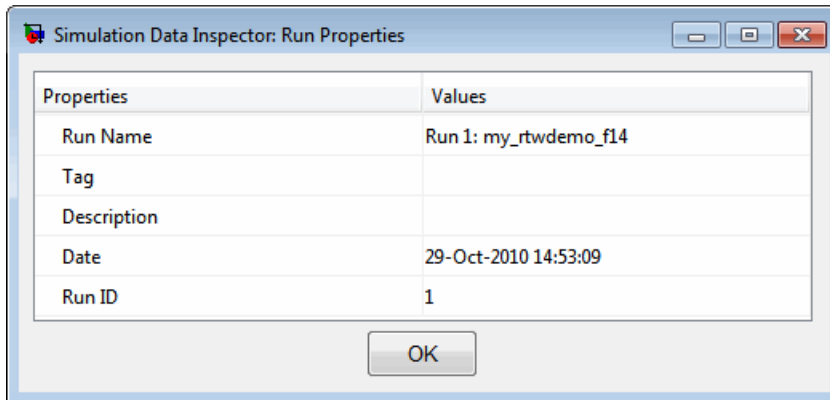 Simulation Data Inspector: Run Properties
Properties Values
Run Name Run 1: my_rtwdemo_f14
Tag
Description
Date 29-Oct-2010 14:53:09
Run ID 1
OK